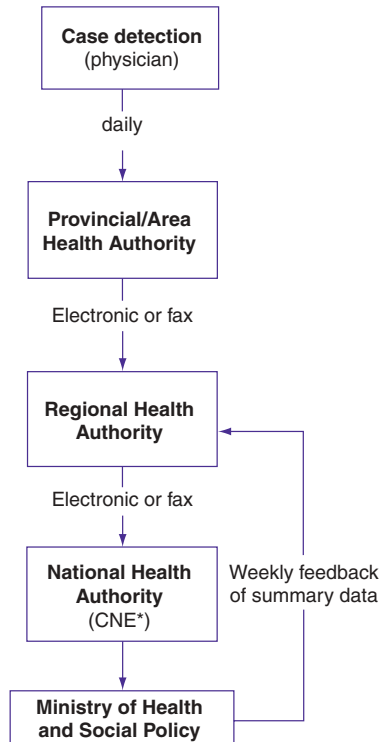 Case detection
(physician)
daily
Provincial/Area
Health Authority
Electronic or fax
Regional Health
Authority
Electronic or fax
National Health
Authority
(CNE*)
Weekly feedback
of summary data
Ministry of Health
and Social Policy